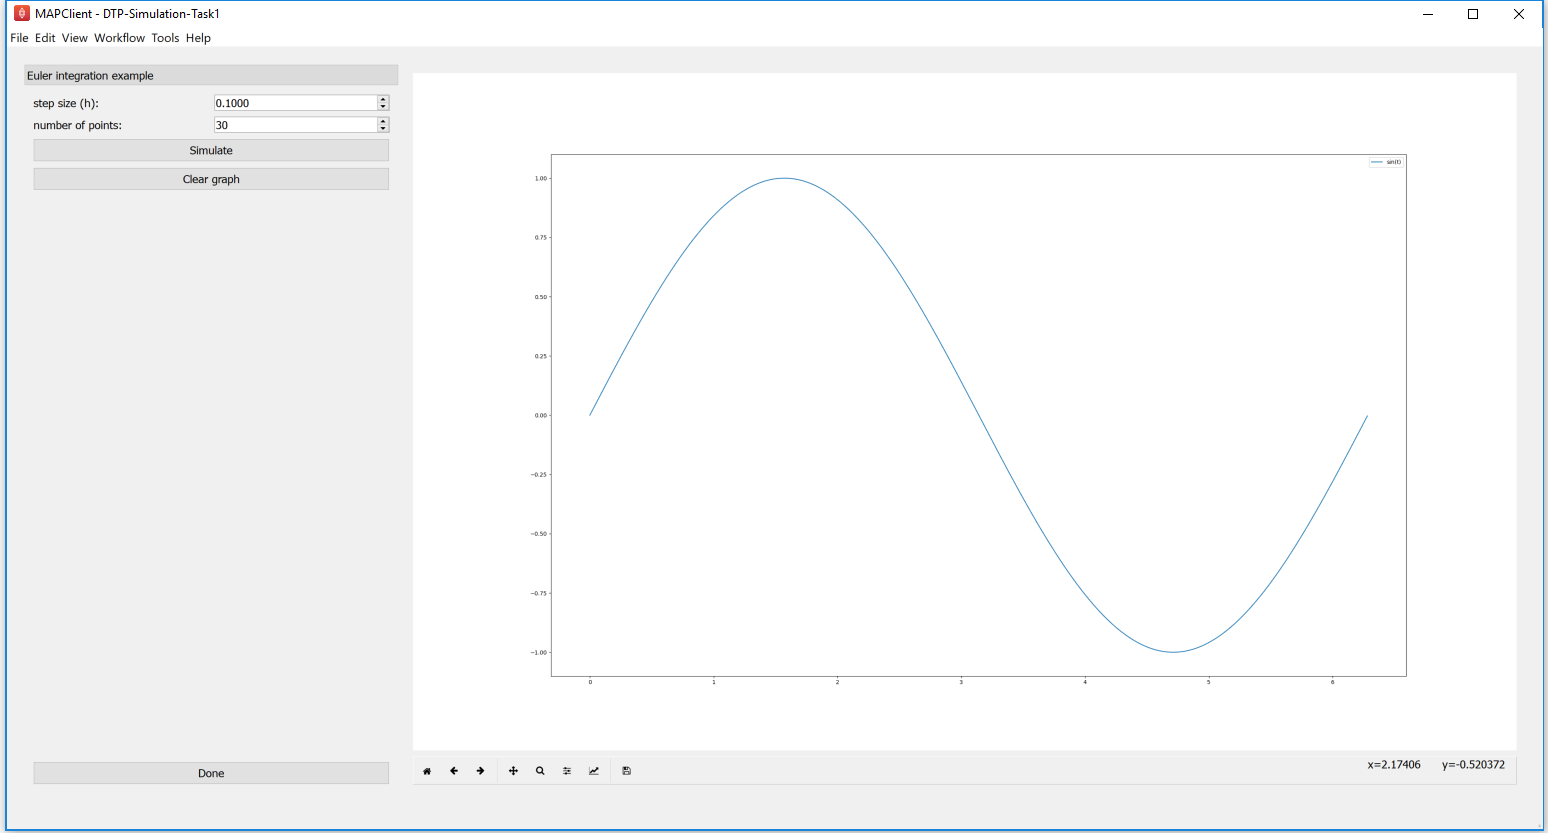 MAPClient - DTP-Simulation-Task1
File Edit View Workflow Tools Help
Euler integration example
step size (h): 0.1000
number of points: 30
Simulate
Clear graph
sin(t)
1.00
0.75
0.50
0.25
0.00
−0.25
−0.50
−0.75
−1.00
0 1 2 3 4 5 6
Done
x=2.17406 y=-0.520372